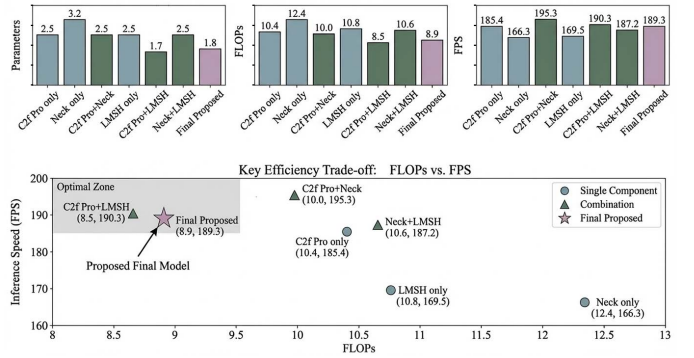 Parameters
2.5
3.2
2.5
2.5
1.7
2.5
1.8
C2f Pro only
Neck only
C2f Pro+Neck
LMSH only
C2f Pro+LMSH
Neck+LMSH
Final Proposed
FLOPs
10.4
12.4
10.0
10.8
8.5
10.6
8.9
C2f Pro only
Neck only
C2f Pro+Neck
LMSH only
C2f Pro+LMSH
Neck+LMSH
Final Proposed
FPS
185.4
166.3
195.3
169.5
190.3
187.2
189.3
C2f Pro only
Neck only
C2f Pro+Neck
LMSH only
C2f Pro+LMSH
Neck+LMSH
Final Proposed
Key Efficiency Trade-off: FLOPs vs. FPS
Inference Speed (FPS)
200
190
180
170
160
Optimal Zone
C2f Pro+LMSH
(8.5, 190.3)
Final Proposed
(8.9, 189.3)
Proposed Final Model
C2f Pro+Neck
(10.0, 195.3)
C2f Pro only
(10.4, 185.4)
Neck+LMSH
(10.6, 187.2)
LMSH only
(10.8, 169.5)
Neck only
(12.4, 166.3)
Single Component
Combination
Final Proposed
8
8.5
9
9.5
10
10.5
11
11.5
12
12.5
13
FLOPs